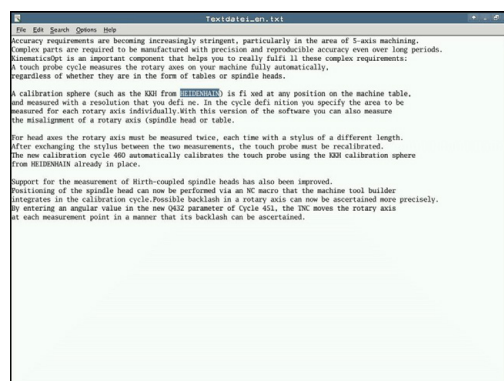 Textdatei_en.txt
File Edit Search Options Help
Accuracy requirements are becoming increasingly stringent, particularly in the area of 5-axis machining.
Complex parts are required to be manufactured with precision and reproducible accuracy even over long periods.
KinematicsOpt is an important component that helps you to really fulfi ll these complex requirements:
A touch probe cycle measures the rotary axes on your machine fully automatically,
regardless of whether they are in the form of tables or spindle heads.
A calibration sphere (such as the KKH from HEIDENHAIN) is fi xed at any position on the machine table,
and measured with a resolution that you defi ne. In the cycle defi nition you specify the area to be
measured for each rotary axis individually.With this version of the software you can also measure
the misalignment of a rotary axis (spindle head or table.
For head axes the rotary axis must be measured twice, each time with a stylus of a different length.
After exchanging the stylus between the two measurements, the touch probe must be recalibrated.
The new calibration cycle 460 automatically calibrates the touch probe using the KKH calibration sphere
from HEIDENHAIN already in place.
Support for the measurement of Hirth-coupled spindle heads has also been improved.
Positioning of the spindle head can now be performed via an NC macro that the machine tool builder
integrates in the calibration cycle.Possible backlash in a rotary axis can now be ascertained more precisely.
By entering an angular value in the new Q432 parameter of Cycle 451, the TNC moves the rotary axis
at each measurement point in a manner that its backlash can be ascertained.